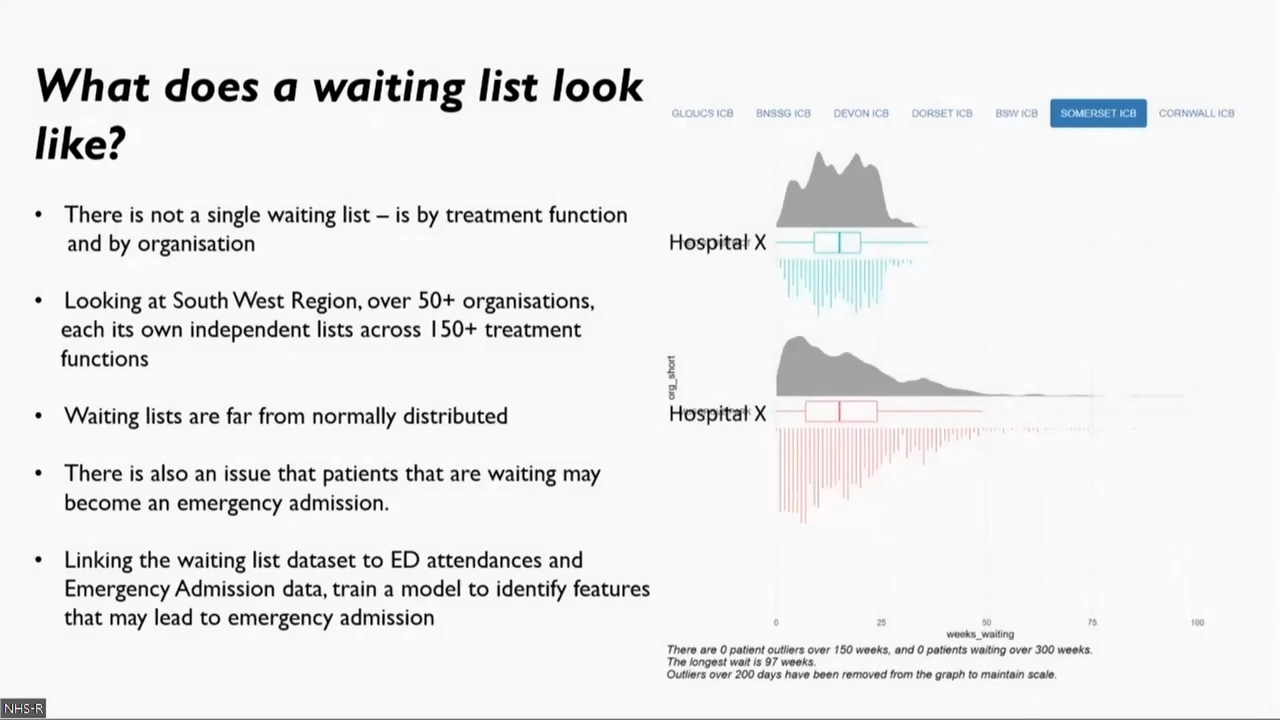 What does a waiting list look
like?
• There is not a single waiting list – is by treatment function
and by organisation
• Looking at South West Region, over 50+ organisations,
each its own independent lists across 150+ treatment
functions
• Waiting lists are far from normally distributed
• There is also an issue that patients that are waiting may
become an emergency admission.
• Linking the waiting list dataset to ED attendances and
Emergency Admission data, train a model to identify features
that may lead to emergency admission
GLOUCS ICB BNSSG ICB DEVON ICB DORSET ICB BSW ICB SOMERSET ICB CORNWALL ICB
Hospital X
org_short
Hospital X
0 25 50 75 100
weeks_waiting
There are 0 patient outliers over 150 weeks, and 0 patients waiting over 300 weeks.
The longest wait is 97 weeks.
Outliers over 200 days have been removed from the graph to maintain scale.
NHS-R